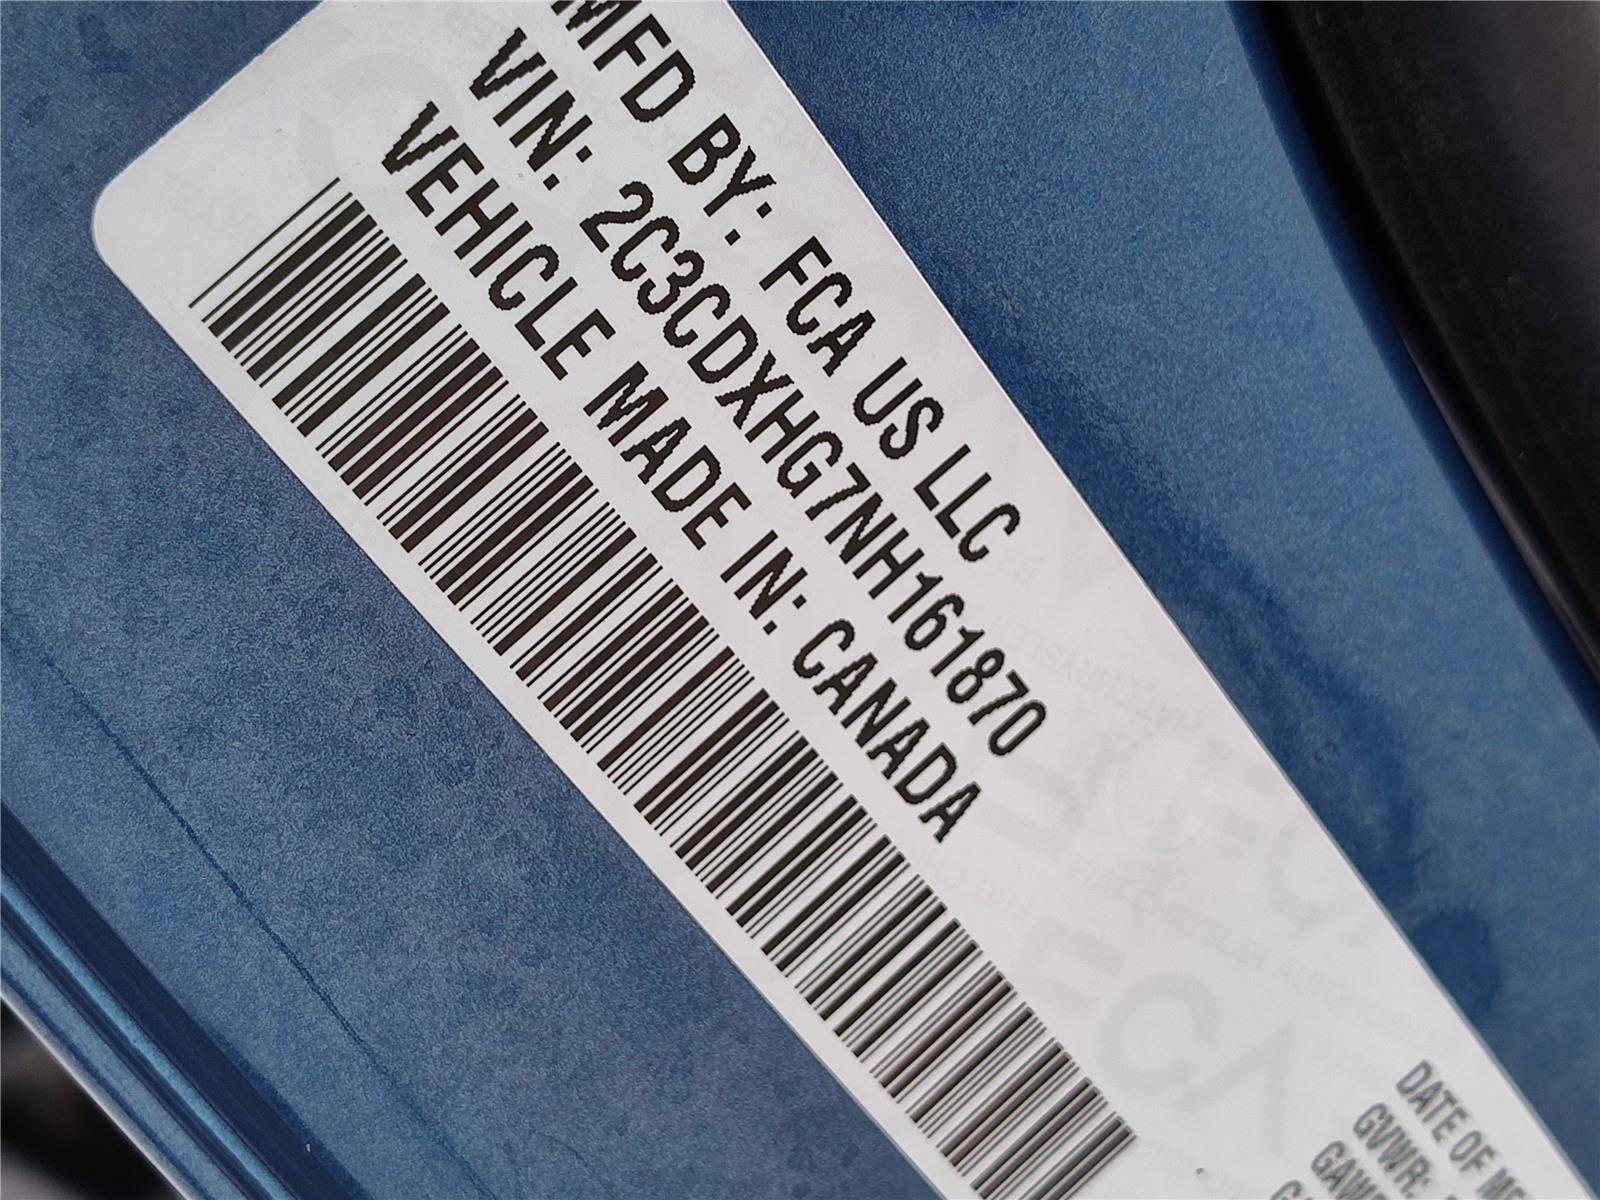 MFD BY: FCA US LLC
VIN: 2C3CDXHG7NH161870
VEHICLE MADE IN: CANADA
DATE OF
GVWR: